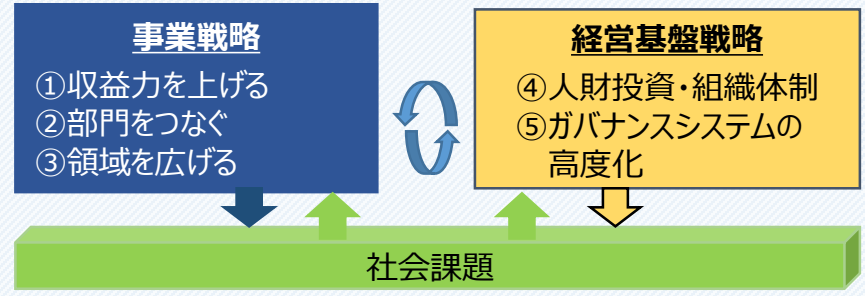 事業戦略
①収益力を上げる
②部門をつなぐ
③領域を広げる
経営基盤戦略
④人財投資・組織体制
⑤ガバナンスシステムの
高度化
社会課題